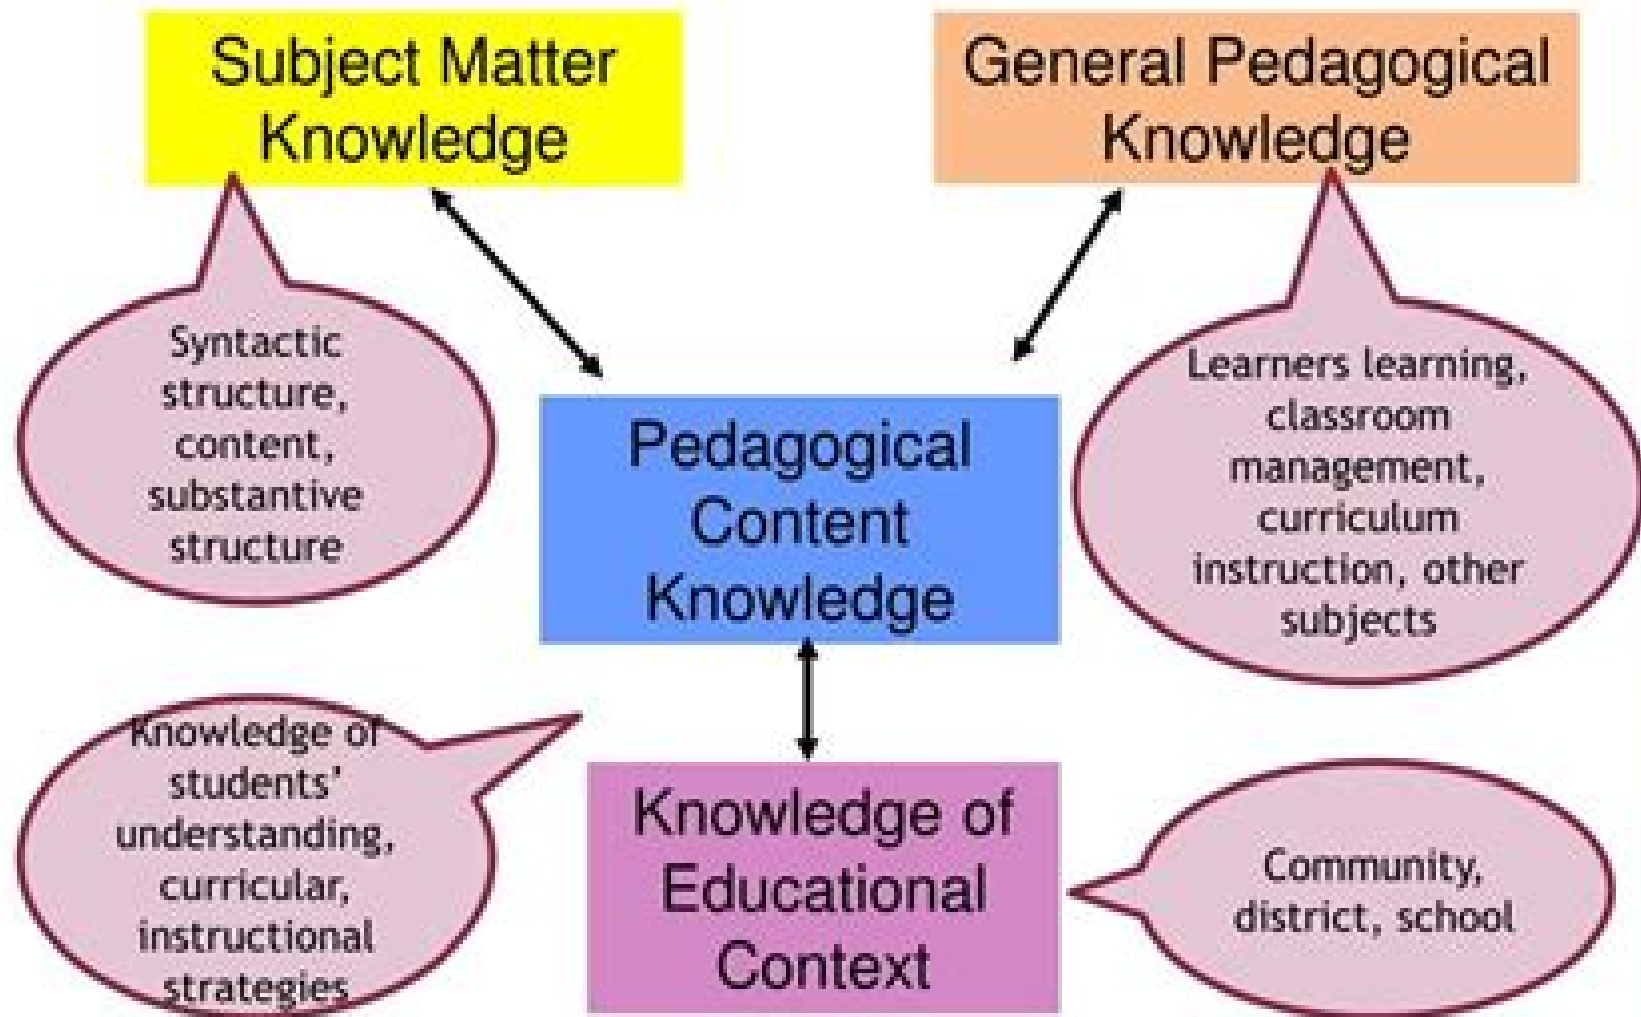 Subject Matter
Knowledge
General Pedagogical
Knowledge
Syntactic
structure,
content,
substantive
structure
Learners learning,
classroom
management,
curriculum
instruction, other
subjects
Pedagogical
Content
Knowledge
Knowledge of
students'
understanding,
curricular,
instructional
strategies
Knowledge of
Educational
Context
Community,
district, school